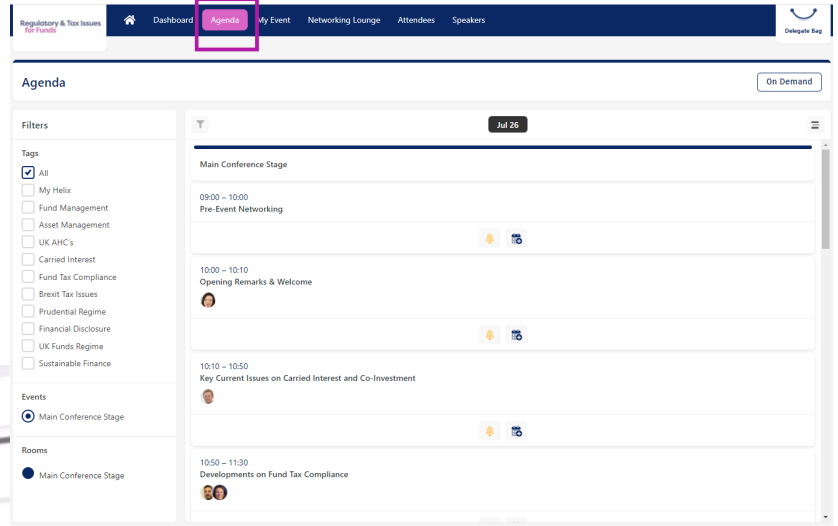 Regulatory & Tax Issues
for Funds
Dashboard Agenda My Event Networking Lounge Attendees Speakers
Delegate Bag
Agenda
On Demand
Filters
Jul 26
Tags
All
My Helix
Fund Management
Asset Management
UK AHC's
Carried Interest
Fund Tax Compliance
Brexit Tax Issues
Prudential Regime
Financial Disclosure
UK Funds Regime
Sustainable Finance
Events
Main Conference Stage
Rooms
Main Conference Stage
Main Conference Stage
09:00 – 10:00
Pre-Event Networking
10:00 – 10:10
Opening Remarks & Welcome
10:10 – 10:50
Key Current Issues on Carried Interest and Co-Investment
10:50 – 11:30
Developments on Fund Tax Compliance